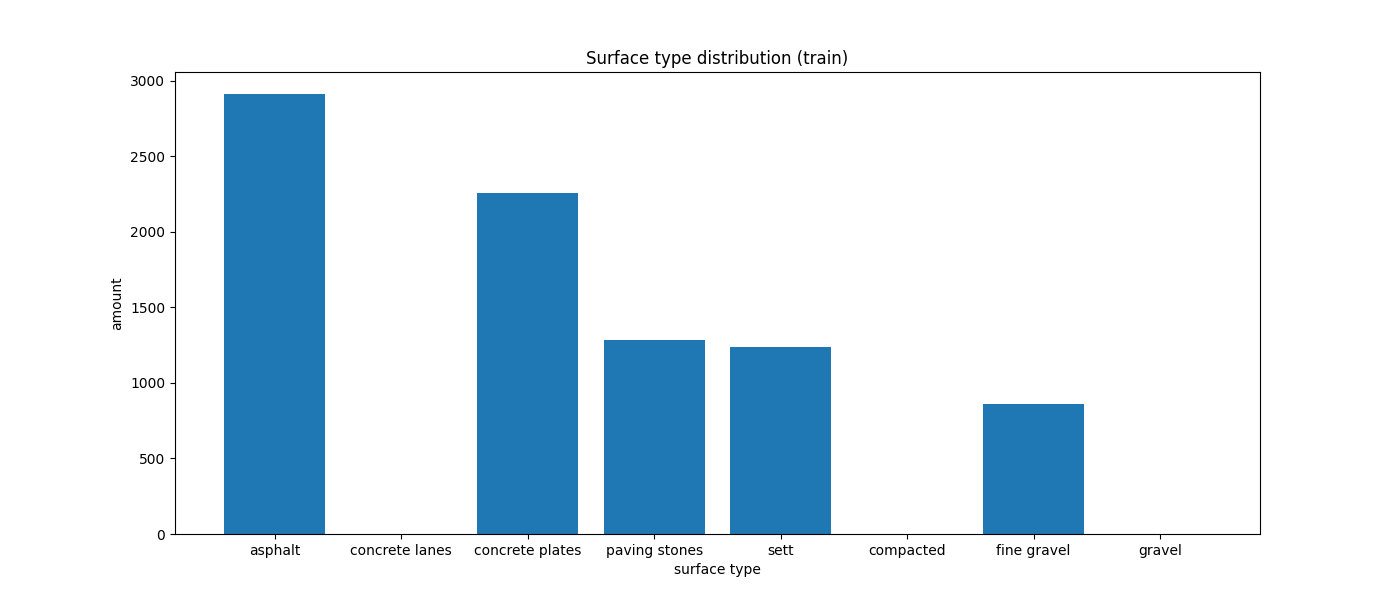 Surface type distribution (train)
3000
2500
2000
1500
1000
500
0
amount
asphalt concrete lanes concrete plates paving stones sett compacted fine gravel gravel
surface type